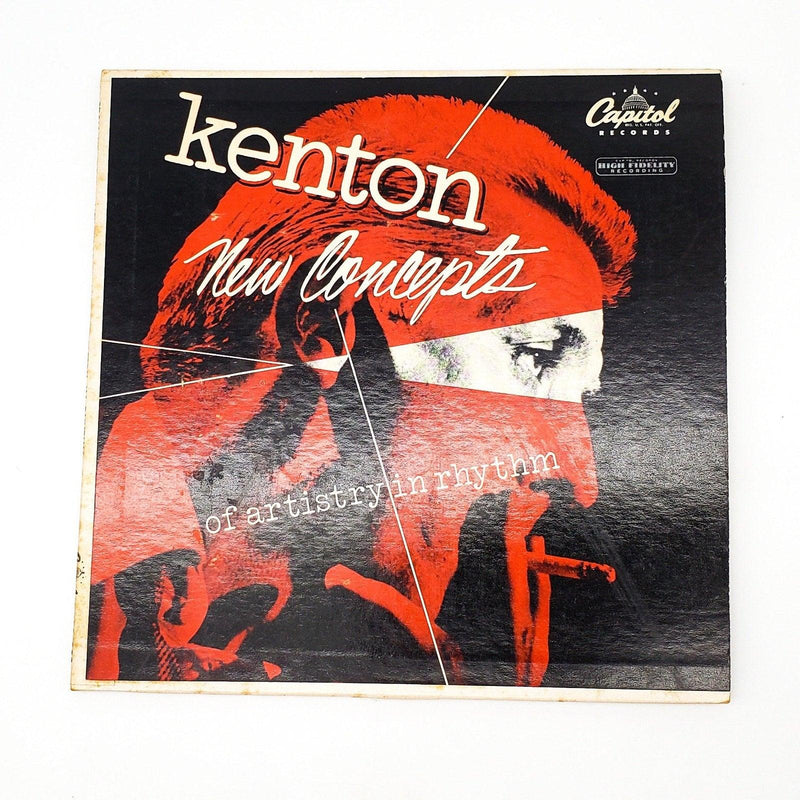 kenton
New Concepts
of artistry in rhythm
Capitol
RECORDS
HIGH FIDELITY
RECORDING